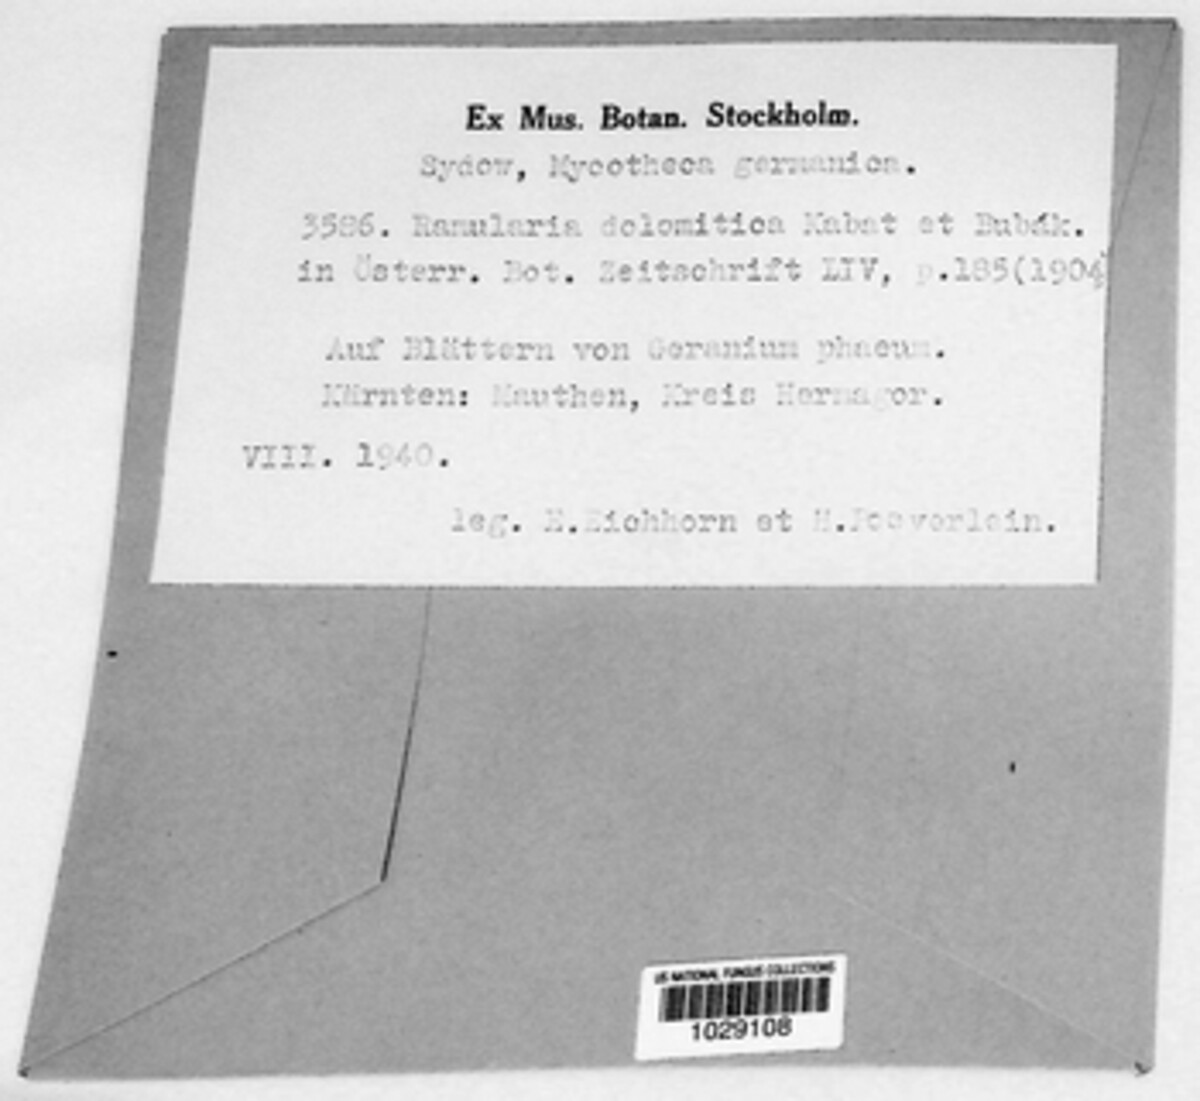 Ex Mus. Botan. Stockholm.
Sydow, Mycotheca germanica.
3586. Ramularia dolomitica Kabat et Bubák.
in Österr. Bot. Zeitschrift LIV, p.185(1904)
Auf Blättern von Geranium phaeum.
Kärnten: Mauthen, Kreis Hermagor.
VIII. 1940.
leg. E.Eichhorn et H.Poeverlein.
US NATIONAL FUNGUS COLLECTIONS
1029108